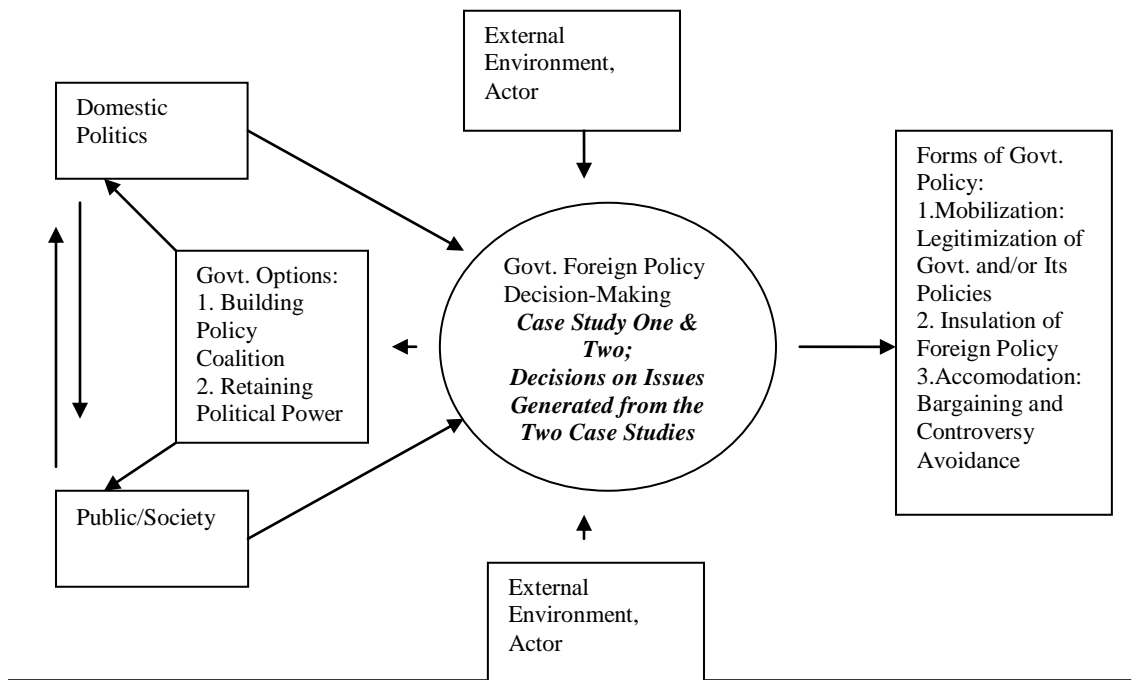 External
Environment,
Actor
Domestic
Politics
Forms of Govt.
Policy:
1.Mobilization:
Legitimization of
Govt. and/or Its
Policies
2. Insulation of
Foreign Policy
3.Accomodation:
Bargaining and
Controversy
Avoidance
Govt. Options:
1. Building
Policy
Coalition
2. Retaining
Political Power
Govt. Foreign Policy
Decision-Making
Case Study One &
Two;
Decisions on Issues
Generated from the
Two Case Studies
Public/Society
External
Environment,
Actor